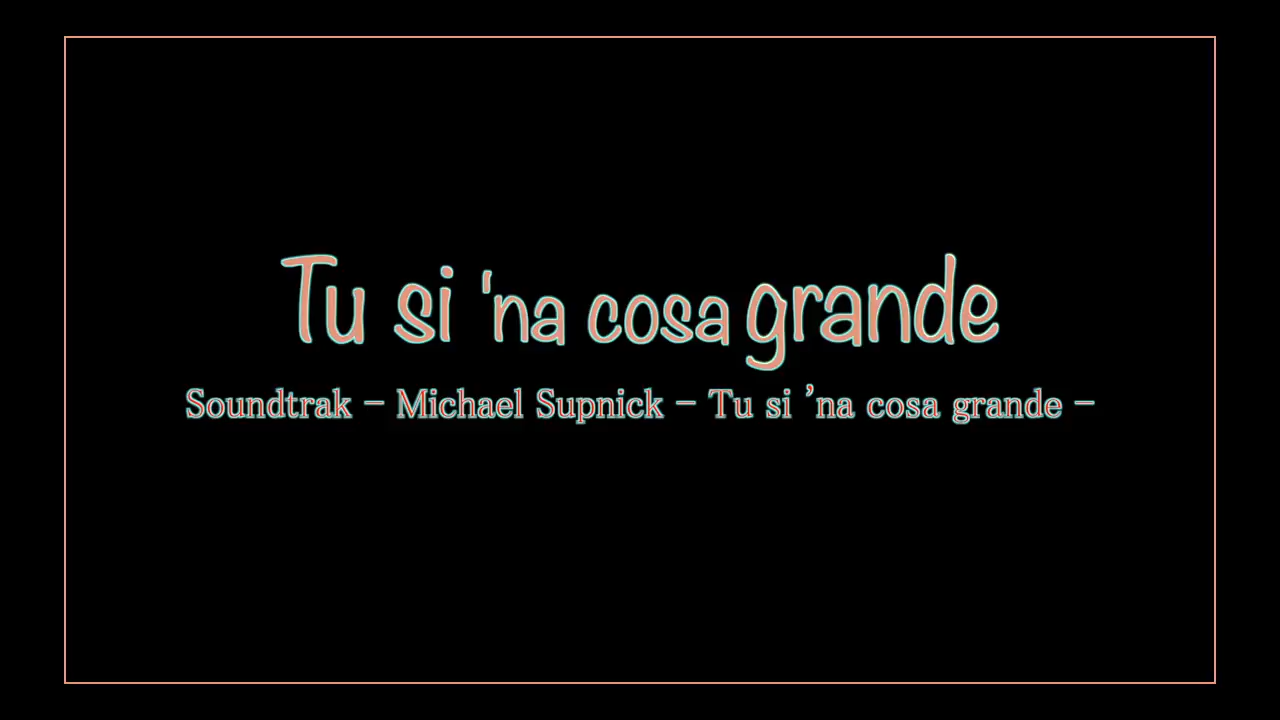 Tu si 'na cosa grande
Soundtrak – Michael Supnick – Tu si ’na cosa grande –